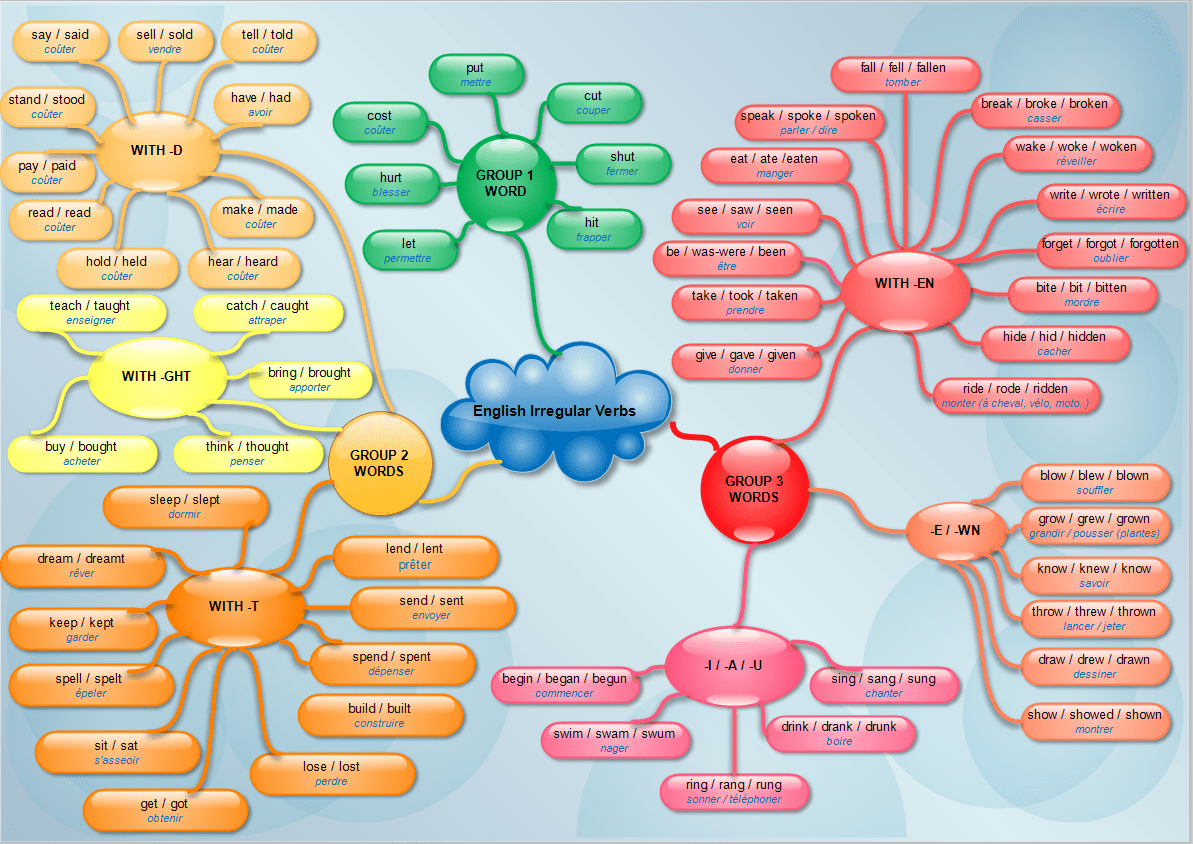 English Irregular Verbs
GROUP 1
WORD
put
mettre
cut
couper
cost
coûter
shut
fermer
hurt
blesser
hit
frapper
let
permettre
GROUP 2
WORDS
WITH -D
say / said
coûter
sell / sold
vendre
tell / told
coûter
stand / stood
coûter
have / had
avoir
pay / paid
coûter
read / read
coûter
make / made
coûter
hold / held
coûter
hear / heard
coûter
WITH -GHT
teach / taught
enseigner
catch / caught
attraper
bring / brought
apporter
buy / bought
acheter
think / thought
penser
WITH -T
sleep / slept
dormir
dream / dreamt
rêver
lend / lent
prêter
keep / kept
garder
send / sent
envoyer
spell / spelt
épeler
spend / spent
dépenser
build / built
construire
sit / sat
s'asseoir
lose / lost
perdre
get / got
obtenir
GROUP 3
WORDS
WITH -EN
fall / fell / fallen
tomber
break / broke / broken
casser
speak / spoke / spoken
parler / dire
wake / woke / woken
réveiller
eat / ate /eaten
manger
write / wrote / written
écrire
see / saw / seen
voir
forget / forgot / forgotten
oublier
be / was-were / been
être
bite / bit / bitten
mordre
take / took / taken
prendre
hide / hid / hidden
cacher
give / gave / given
donner
ride / rode / ridden
monter (à cheval, vélo, moto..)
-E / -WN
blow / blew / blown
souffler
grow / grew / grown
grandir / pousser (plantes)
know / knew / know
savoir
throw / threw / thrown
lancer / jeter
draw / drew / drawn
dessiner
show / showed / shown
montrer
-I / -A / -U
begin / began / begun
commencer
sing / sang / sung
chanter
swim / swam / swum
nager
drink / drank / drunk
boire
ring / rang / rung
sonner / téléphoner